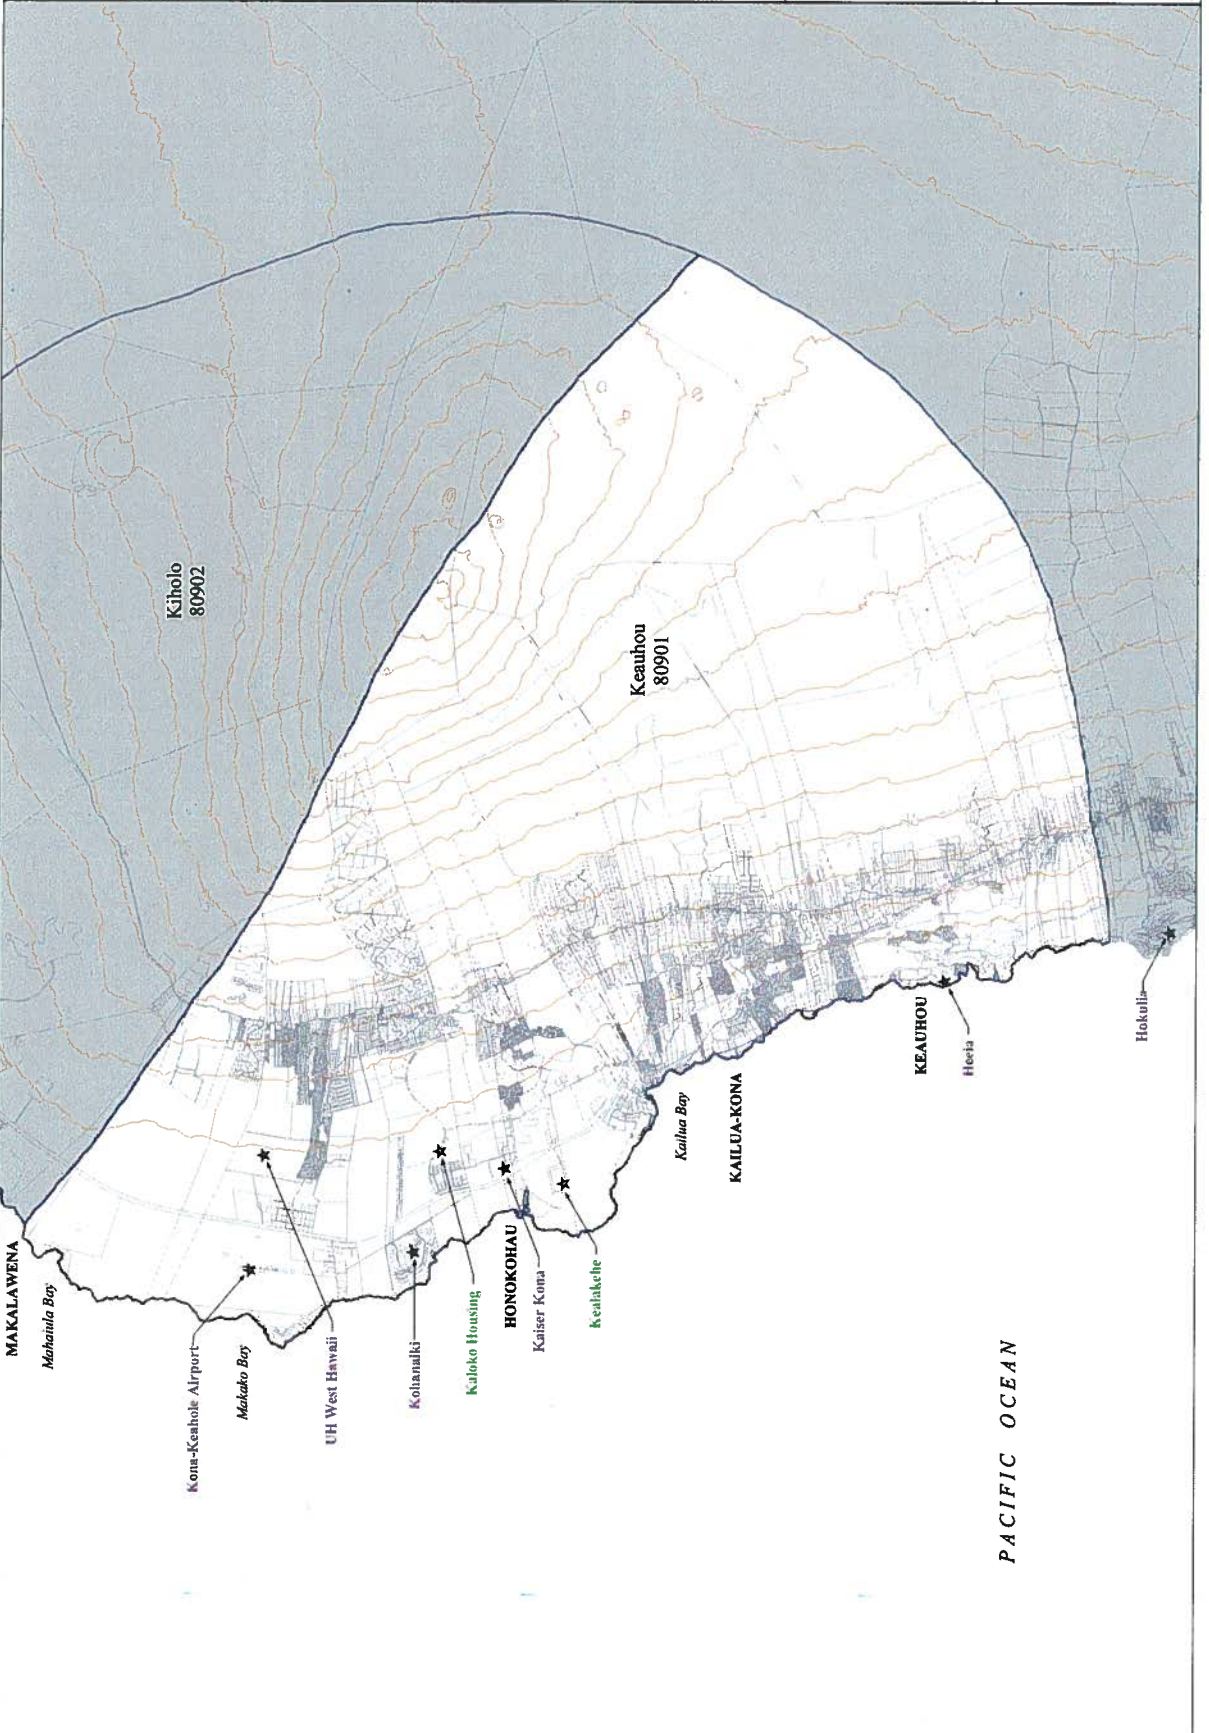 MAKALAWENA
Mahaiula Bay
Kona-Keahole Airport
Makako Bay
UH West Hawaii
Kohanaiki
Kaloko Housing
HONOKOHAU
Kaiser Kona
Kealakehe
Kailua Bay
KAILUA-KONA
KEAUHOU
Heeia
Hokulia
PACIFIC OCEAN
Kiholo
80902
Keauhou
80901